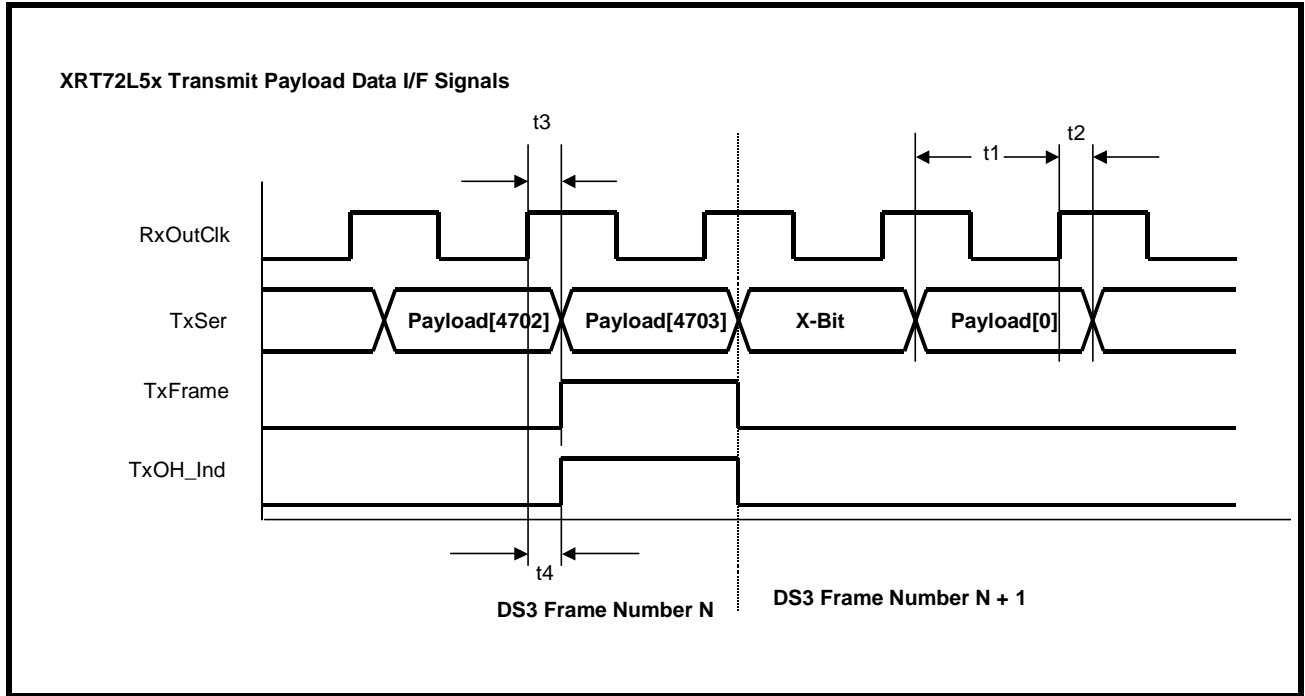 XRT72L5x Transmit Payload Data I/F Signals
t3
t2
t1
RxOutClk
TxSer
Payload[4702]
Payload[4703]
X-Bit
Payload[0]
TxFrame
TxOH_Ind
t4
DS3 Frame Number N
DS3 Frame Number N + 1